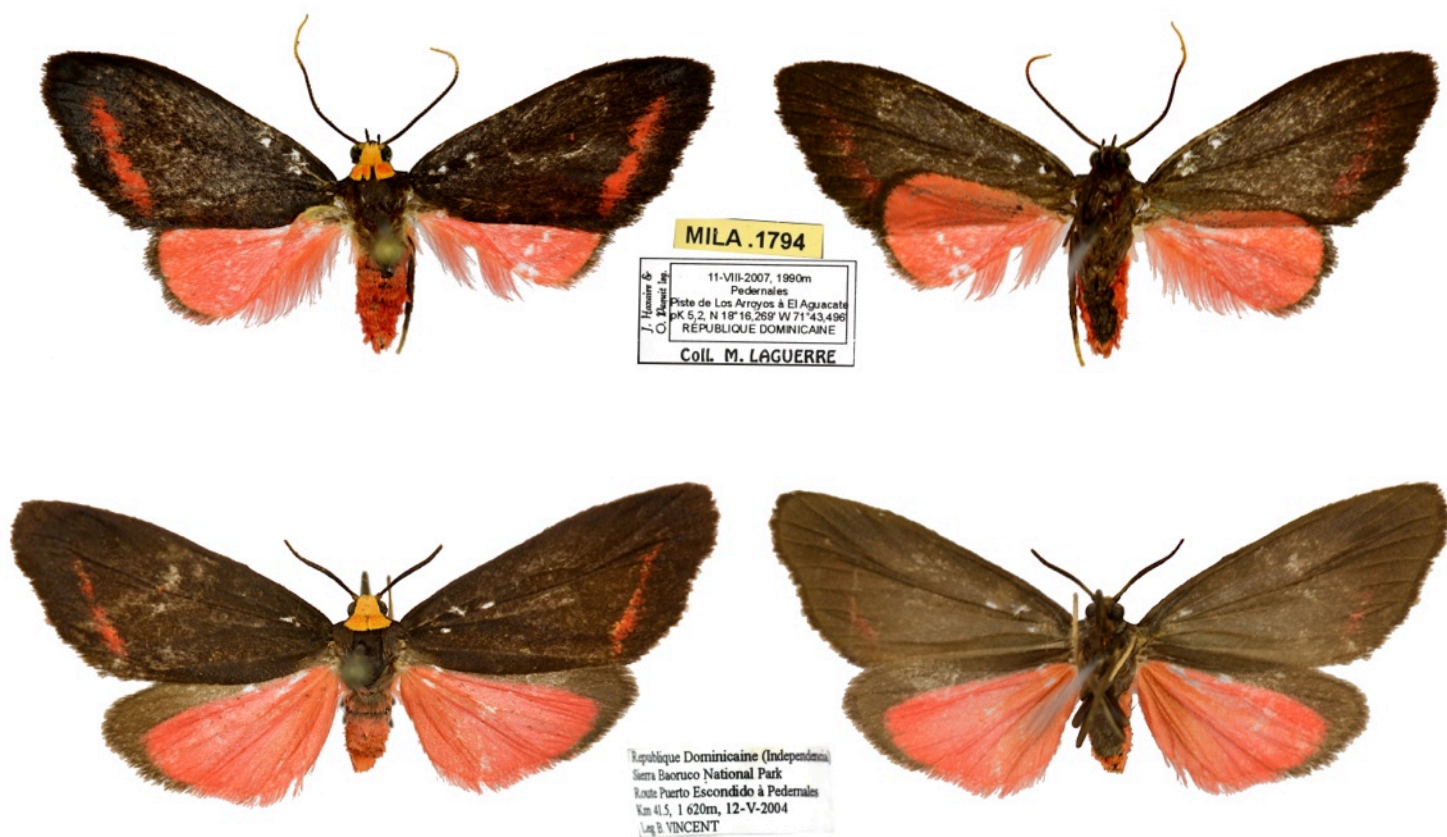 MILA .1794
J. Haxaire &
O. Paquit leg.
11-VIII-2007, 1990m
Pedernales
Piste de Los Arroyos à El Aguacate
pK 5,2, N 18°16,269' W 71°43,496'
RÉPUBLIQUE DOMINICAINE
Coll. M. LAGUERRE
Republique Dominicaine (Independencia)
Sierra Baoruco National Park
Route Puerto Escondido à Pedernales
Km 41.5, 1 620m, 12-V-2004
Leg B. VINCENT